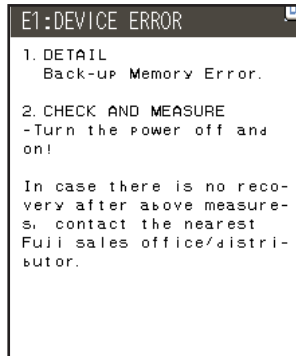 E1:DEVICE ERROR
1. DETAIL
Back-up Memory Error.
2. CHECK AND MEASURE
-Turn the power off and
on!
In case there is no reco-
very after above measure-
s, contact the nearest
Fuji sales office/distri-
butor.